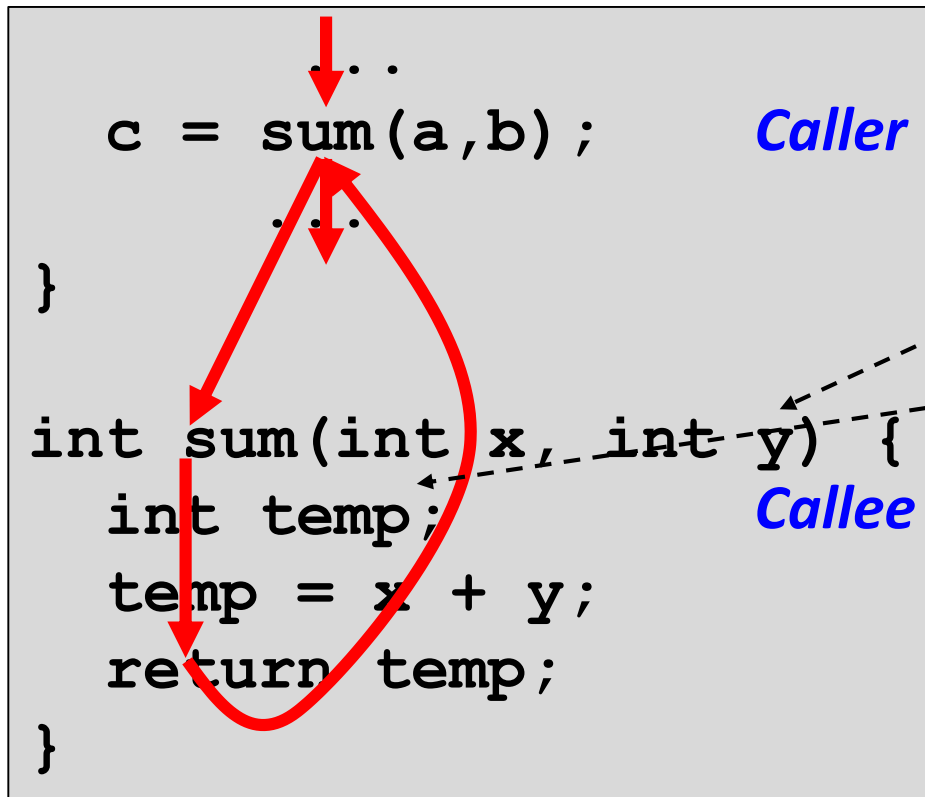 ...
c = sum(a,b); Caller
...
}
int sum(int x, int y) {
int temp; Callee
temp = x + y;
return temp;
}